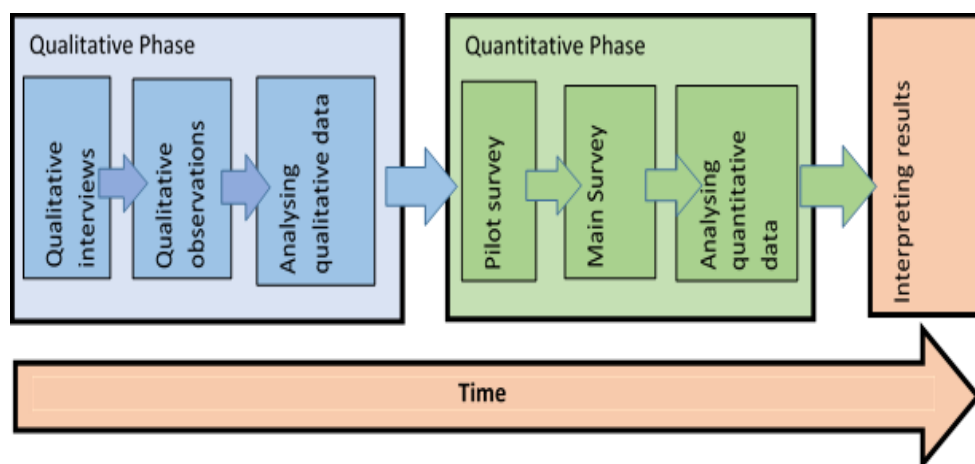 Qualitative Phase
Qualitative
interviews
Qualitative
observations
Analysing
qualitative data
Quantitative Phase
Pilot survey
Main Survey
Analysing
quantitative
data
Interpreting results
Time